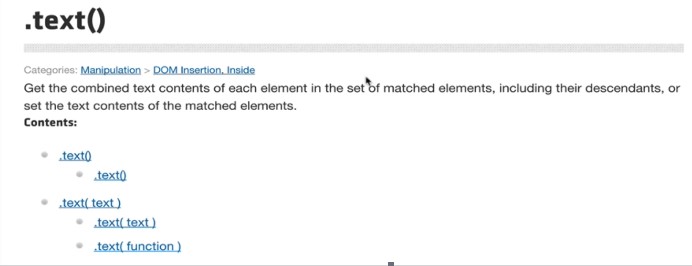 .text()
Categories: Manipulation > DOM Insertion, Inside
Get the combined text contents of each element in the set of matched elements, including their descendants, or
set the text contents of the matched elements.
Contents:
.text()
.text()
.text( text )
.text( text )
.text( function )